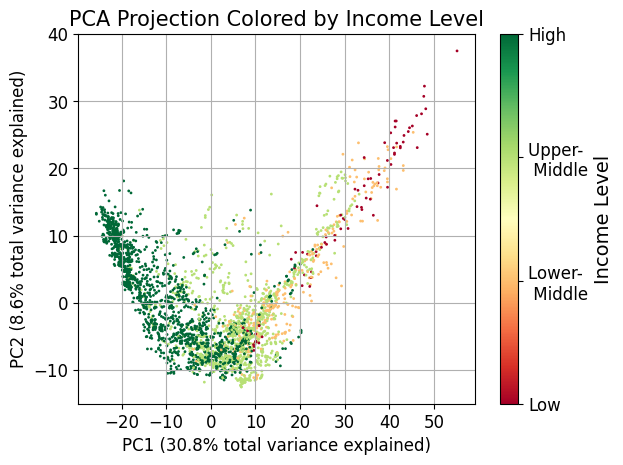 PCA Projection Colored by Income Level
40
30
20
10
0
−10
−20
−10
0
10
20
30
40
50
PC1 (30.8% total variance explained)
PC2 (8.6% total variance explained)
High
Upper-
Middle
Lower-
Middle
Low
Income Level